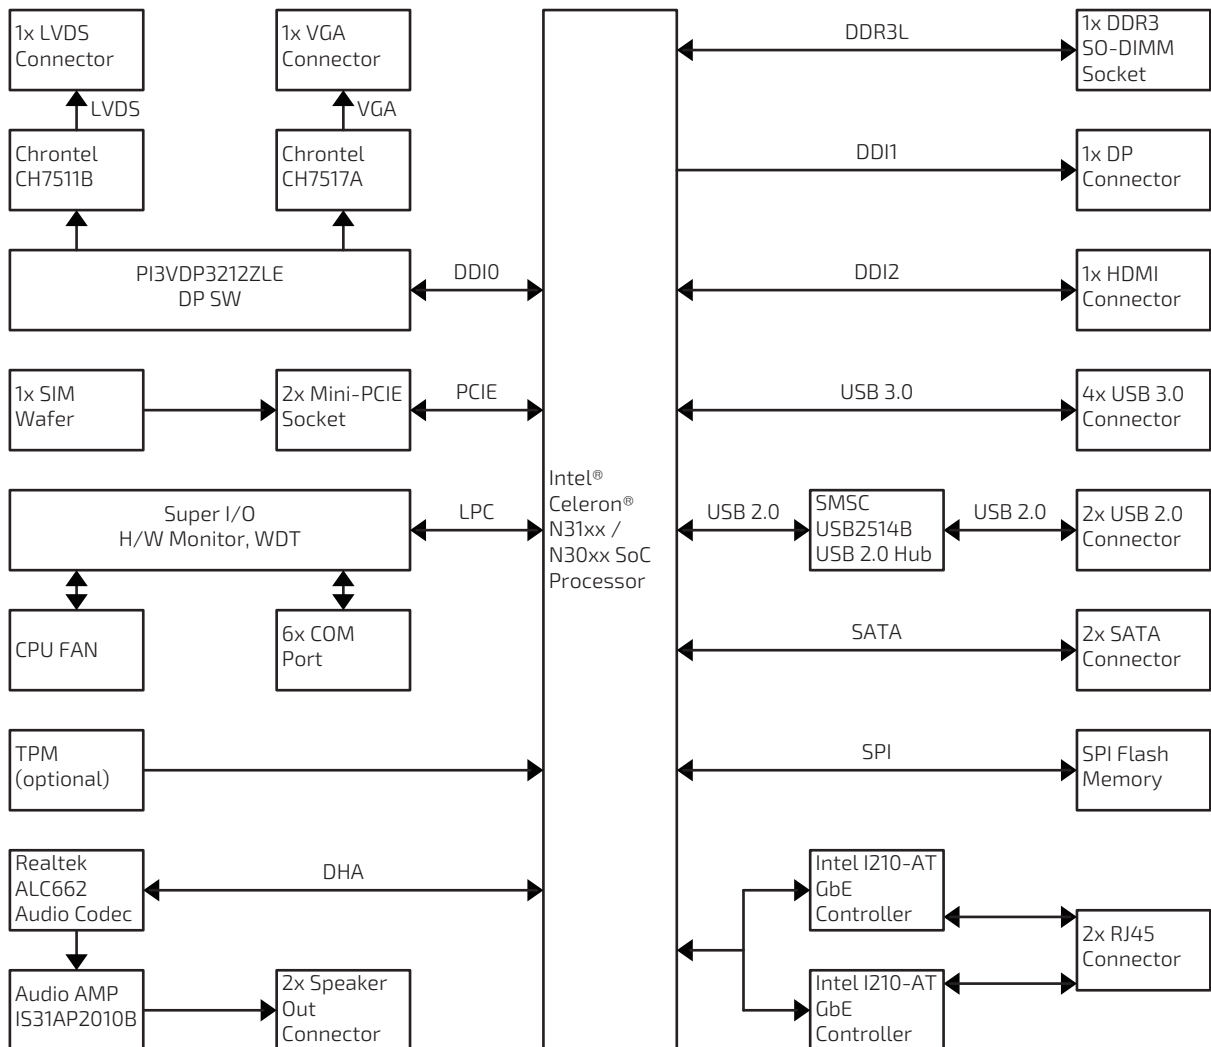 1x LVDS
Connector
1x VGA
Connector
LVDS
VGA
Chrontel
CH7511B
Chrontel
CH7517A
PI3VDP3212ZLE
DP SW
DDI0
1x SIM
Wafer
2x Mini-PCIE
Socket
PCIE
Super I/O
H/W Monitor, WDT
LPC
CPU FAN
6x COM
Port
TPM
(optional)
Realtek
ALC662
Audio Codec
DHA
Audio AMP
IS31AP2010B
2x Speaker
Out
Connector
Intel®
Celeron®
N31xx /
N30xx SoC
Processor
DDR3L
1x DDR3
SO-DIMM
Socket
DDI1
1x DP
Connector
DDI2
1x HDMI
Connector
USB 3.0
4x USB 3.0
Connector
USB 2.0
SMSC
USB2514B
USB 2.0 Hub
USB 2.0
2x USB 2.0
Connector
SATA
2x SATA
Connector
SPI
SPI Flash
Memory
Intel I210-AT
GbE
Controller
2x RJ45
Connector
Intel I210-AT
GbE
Controller